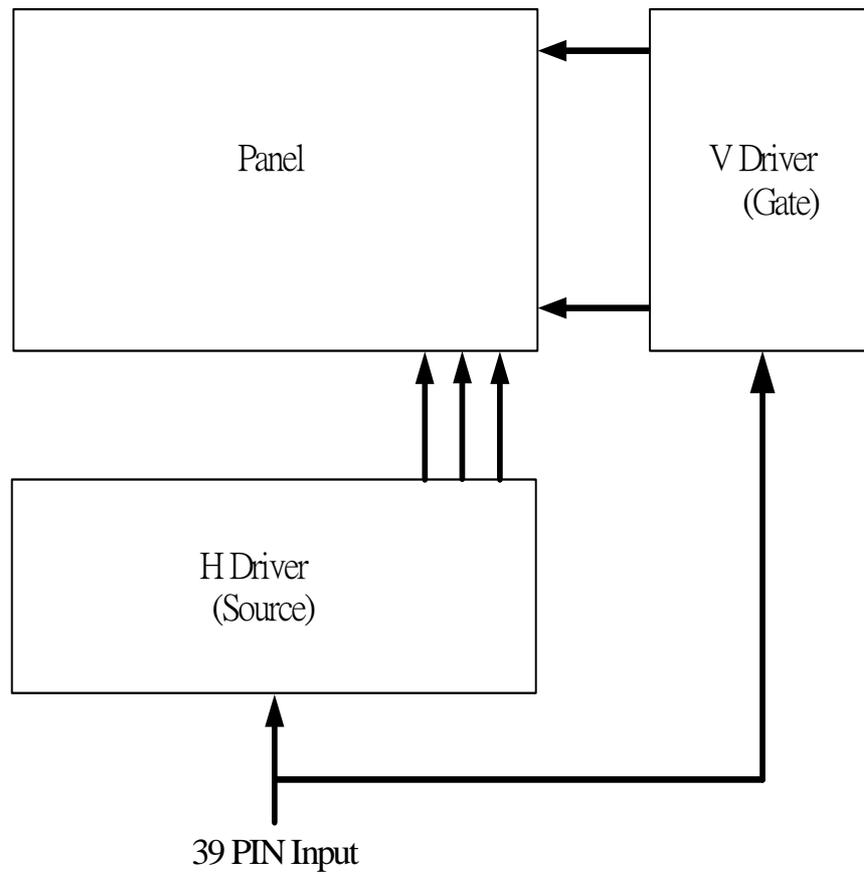 Panel
V Driver
(Gate)
H Driver
(Source)
39 PIN Input